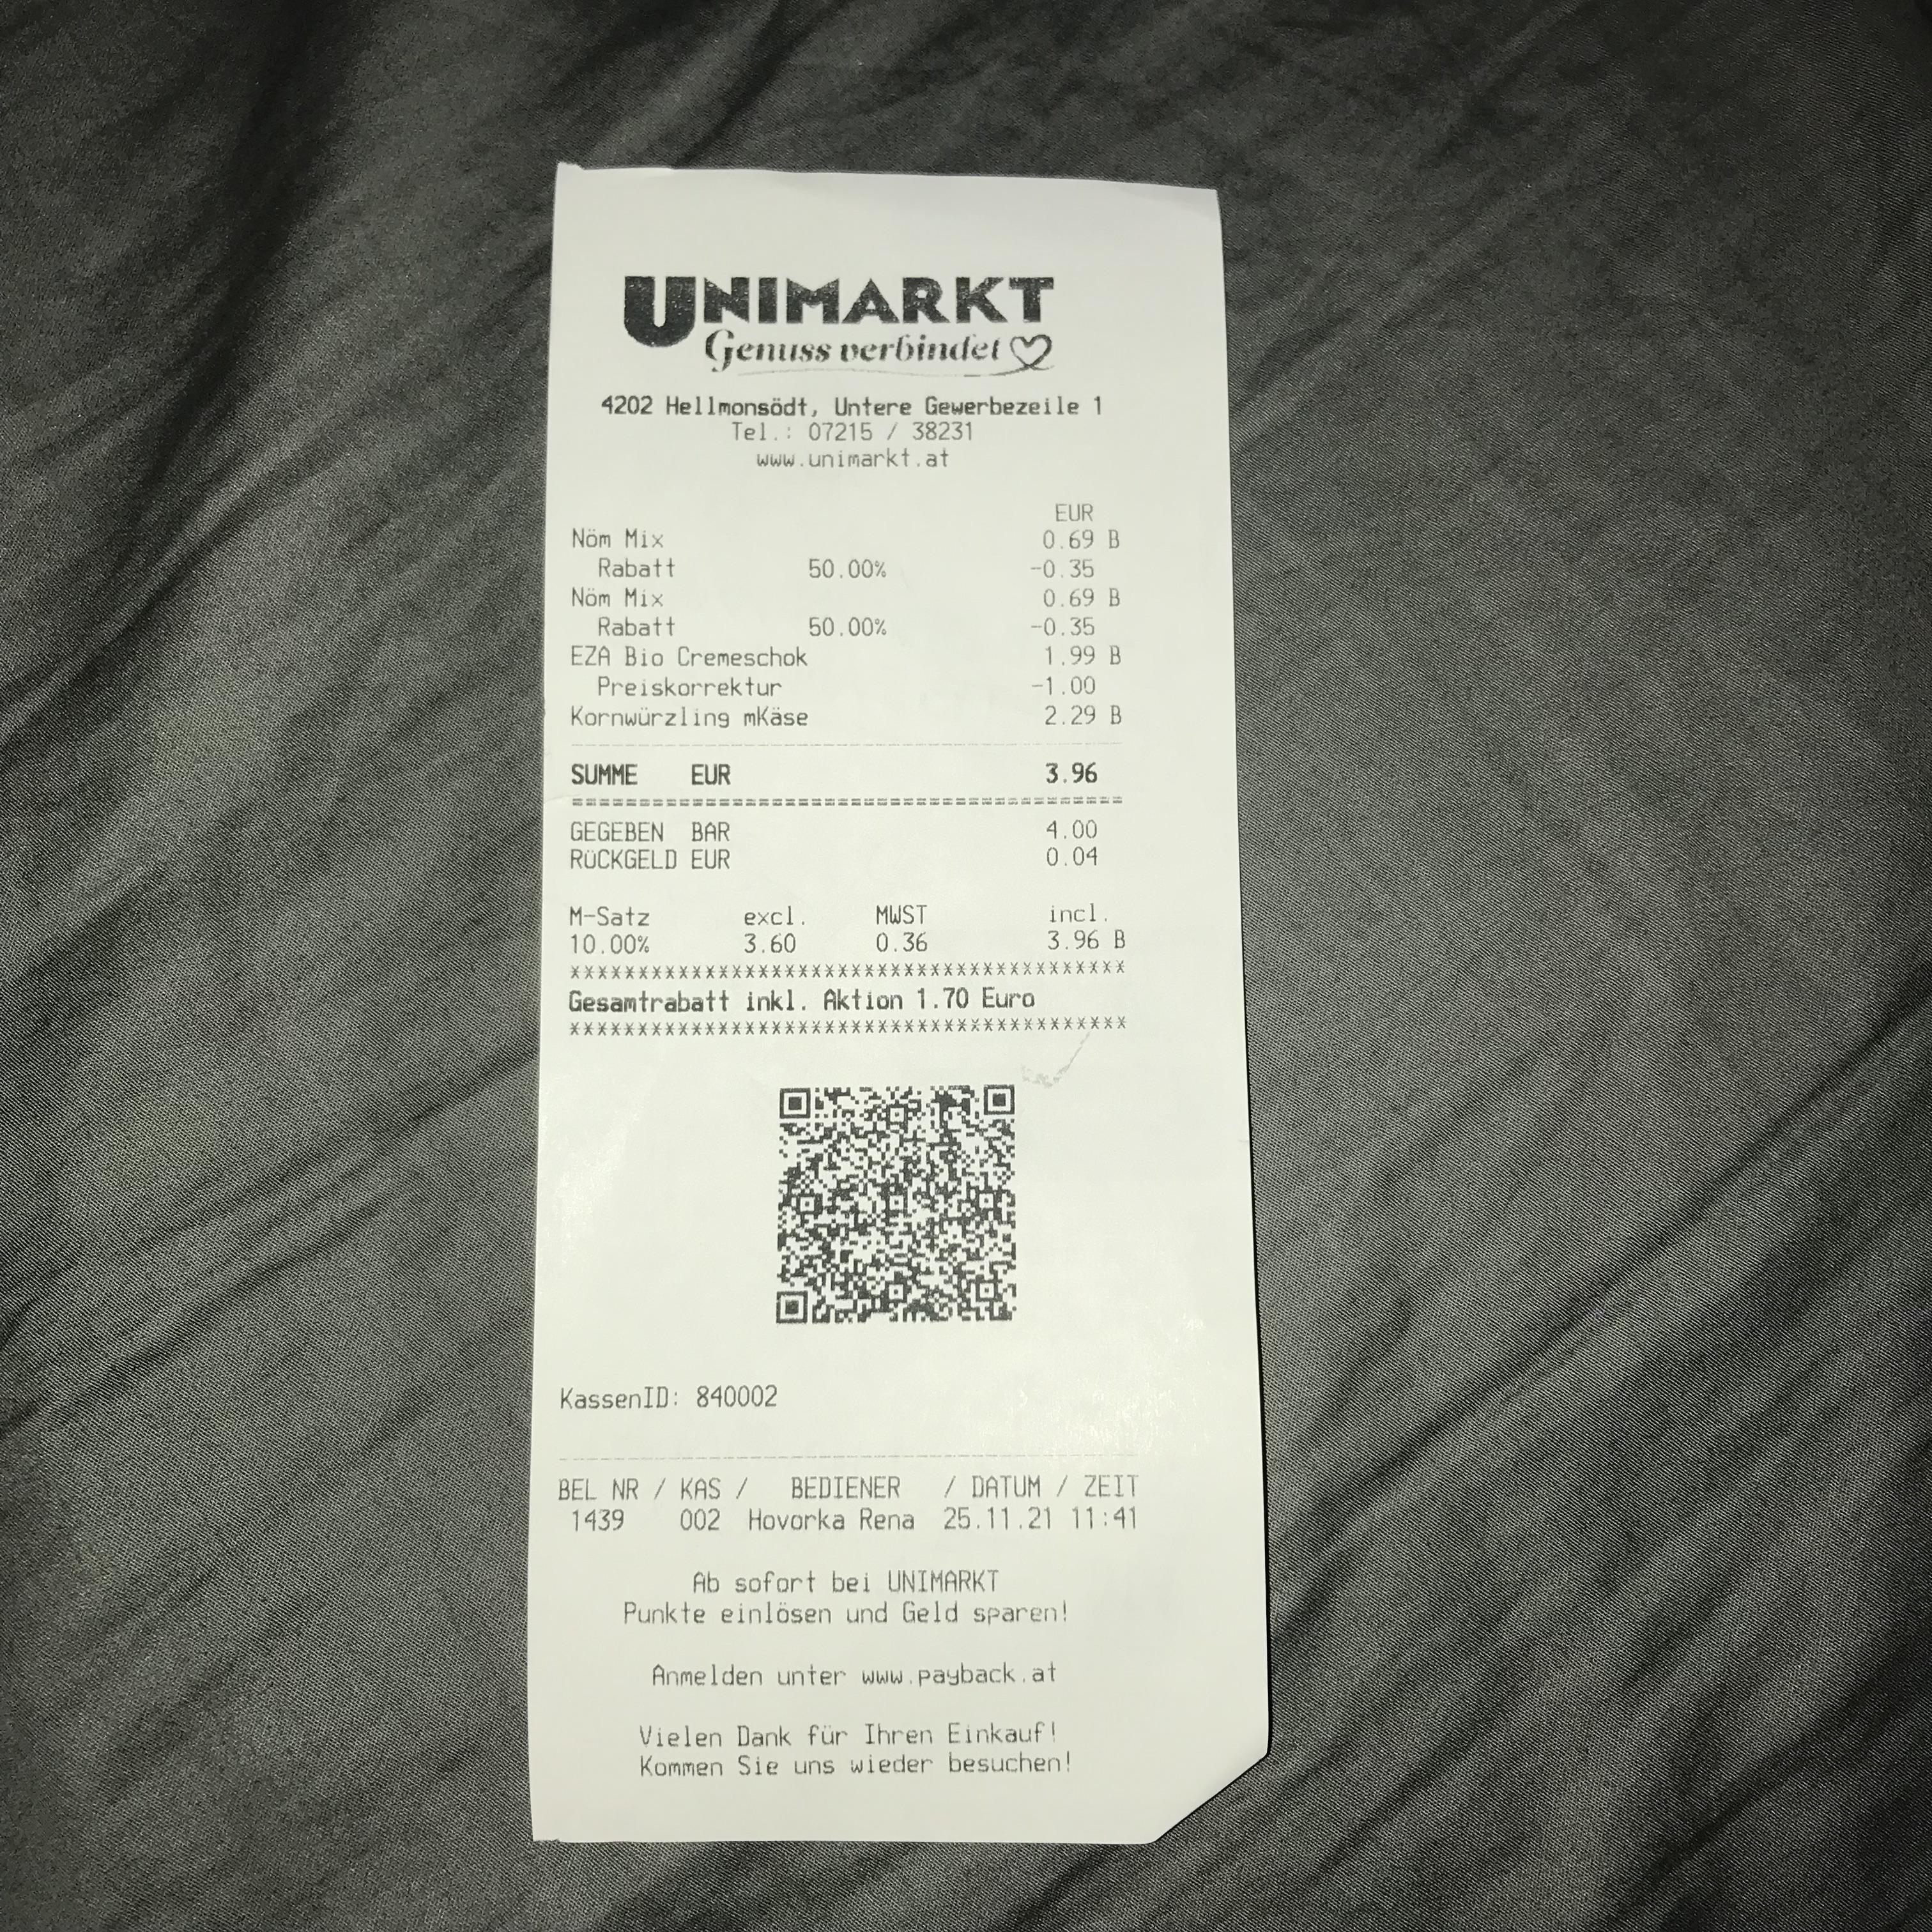 UNIMARKT
Genuss verbindet
4202 Hellmonsödt, Untere Gewerbezeile 1
Tel.: 07215 / 38231
www.unimarkt.at
EUR
Nöm Mix 0.69 B
Rabatt 50.00% -0.35
Nöm Mix 0.69 B
Rabatt 50.00% -0.35
EZA Bio Cremeschok 1.99 B
Preiskorrektur -1.00
Kornwürzling mKäse 2.29 B
SUMME EUR 3.96
GEGEBEN BAR 4.00
RÜCKGELD EUR 0.04
M-Satz excl. MWST incl.
10.00% 3.60 0.36 3.96 B
******************************************
Gesamtrabatt inkl. Aktion 1.70 Euro
******************************************
KassenID: 840002
BEL NR / KAS / BEDIENER / DATUM / ZEIT
1439 002 Hovorka Rena 25.11.21 11:41
Ab sofort bei UNIMARKT
Punkte einlösen und Geld sparen!
Anmelden unter www.payback.at
Vielen Dank für Ihren Einkauf!
Kommen Sie uns wieder besuchen!